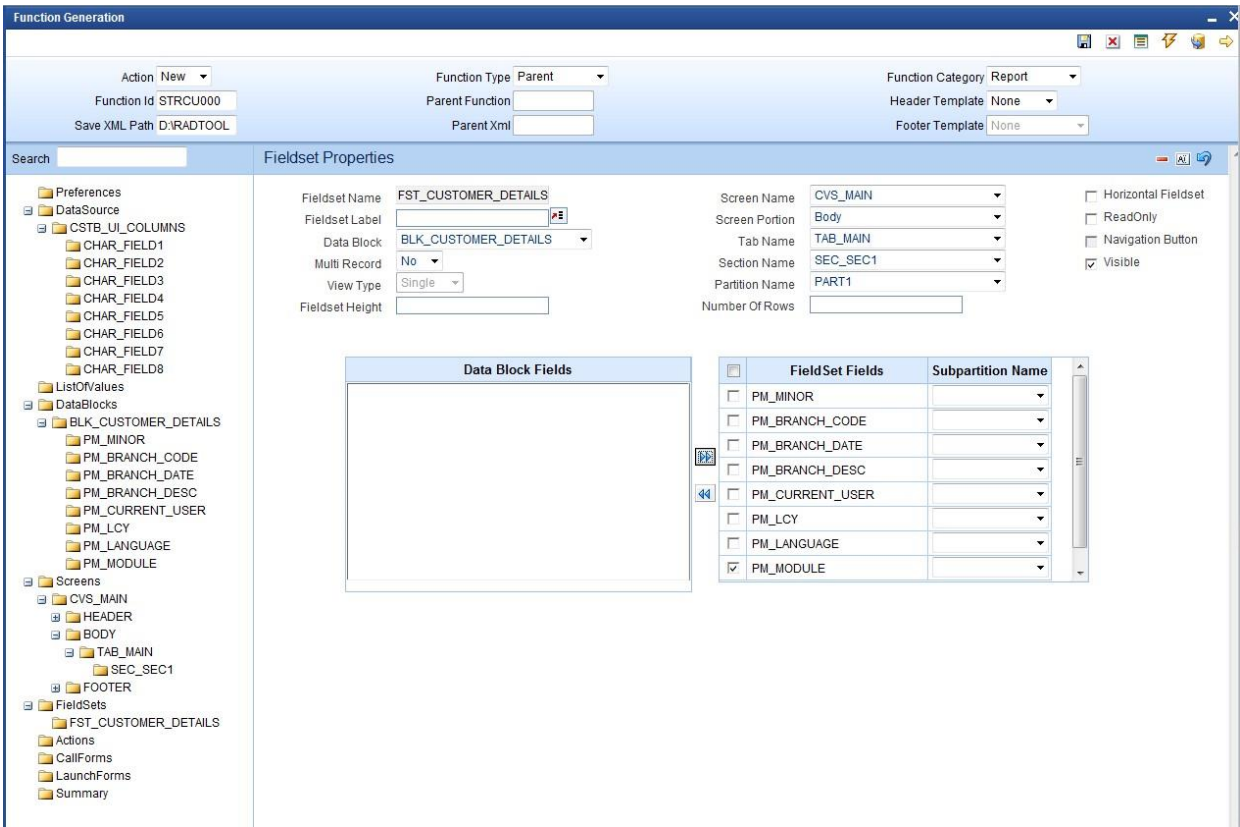 Function Generation
Action New Function Type Parent Function Category Report
Function Id STRCU000 Parent Function Header Template None
Save XML Path D:\RADTOOL Parent Xml Footer Template None
Search
Fieldset Properties
Preferences
DataSource
CSTB_UI_COLUMNS
CHAR_FIELD1
CHAR_FIELD2
CHAR_FIELD3
CHAR_FIELD4
CHAR_FIELD5
CHAR_FIELD6
CHAR_FIELD7
CHAR_FIELD8
ListOfValues
DataBlocks
BLK_CUSTOMER_DETAILS
PM_MINOR
PM_BRANCH_CODE
PM_BRANCH_DATE
PM_BRANCH_DESC
PM_CURRENT_USER
PM_LCY
PM_LANGUAGE
PM_MODULE
Screens
CVS_MAIN
HEADER
BODY
TAB_MAIN
SEC_SEC1
FOOTER
FieldSets
FST_CUSTOMER_DETAILS
Actions
CallForms
LaunchForms
Summary
Fieldset Name FST_CUSTOMER_DETAILS Screen Name CVS_MAIN Horizontal Fieldset
Fieldset Label Screen Portion Body ReadOnly
Data Block BLK_CUSTOMER_DETAILS Tab Name TAB_MAIN Navigation Button
Multi Record No Section Name SEC_SEC1 Visible
View Type Single Partition Name PART1
Fieldset Height Number Of Rows
Data Block Fields
FieldSet Fields Subpartition Name
PM_MINOR
PM_BRANCH_CODE
PM_BRANCH_DATE
PM_BRANCH_DESC
PM_CURRENT_USER
PM_LCY
PM_LANGUAGE
PM_MODULE